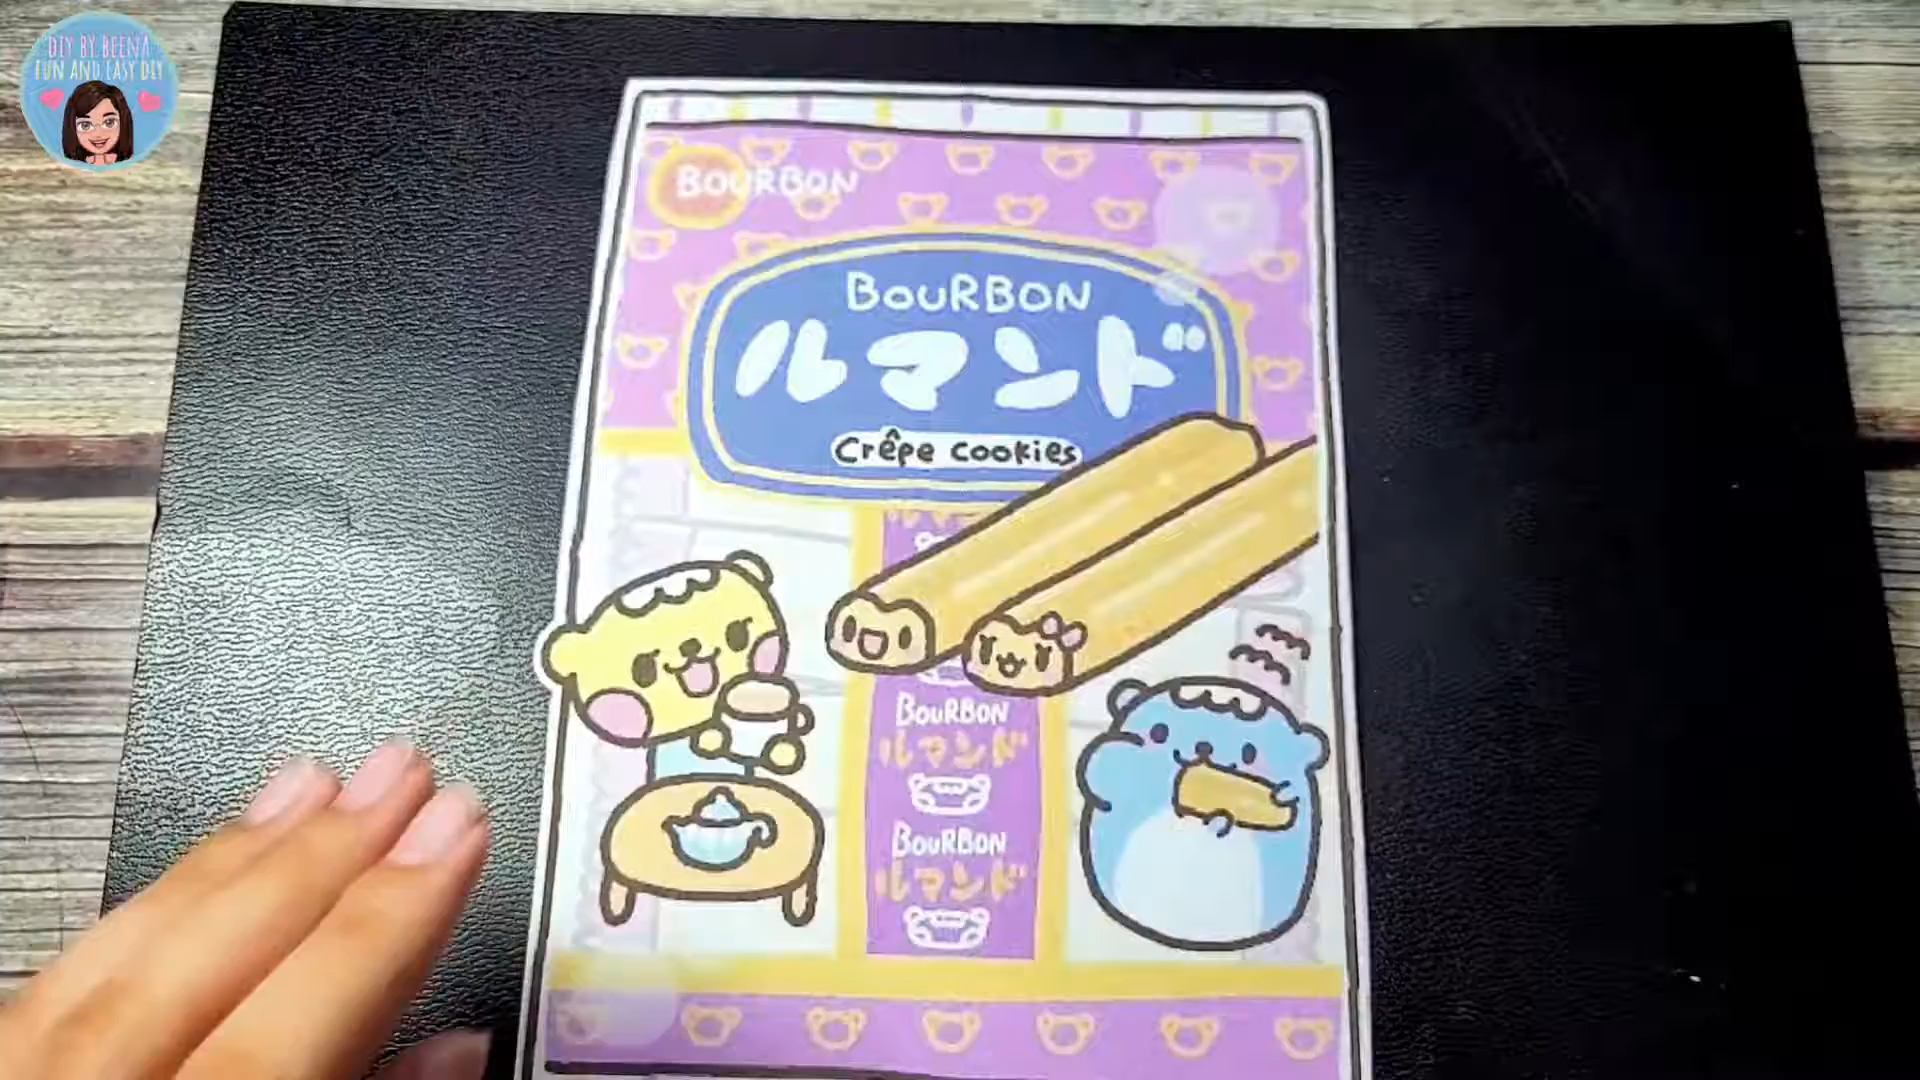 DIY BY BEENA
FUN AND EASY DIY
BOURBON
BOURBON
ルマンド
Crêpe cookies
BOURBON
ルマンド
BOURBON
ルマンド